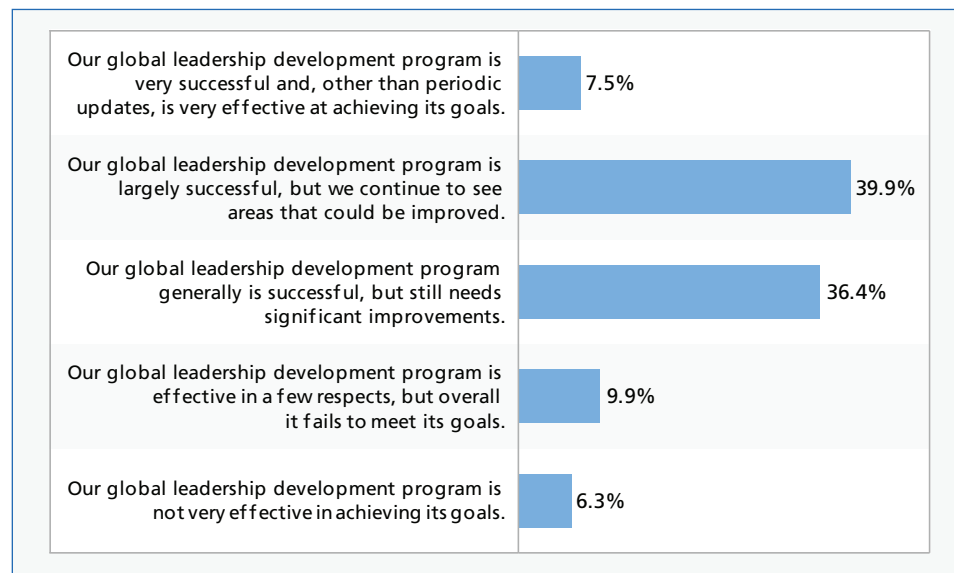 Our global leadership development program is
very successful and, other than periodic
updates, is very effective at achieving its goals.
7.5%
Our global leadership development program is
largely successful, but we continue to see
areas that could be improved.
39.9%
Our global leadership development program
generally is successful, but still needs
significant improvements.
36.4%
Our global leadership development program is
effective in a few respects, but overall
it fails to meet its goals.
9.9%
Our global leadership development program is
not very effective in achieving its goals.
6.3%